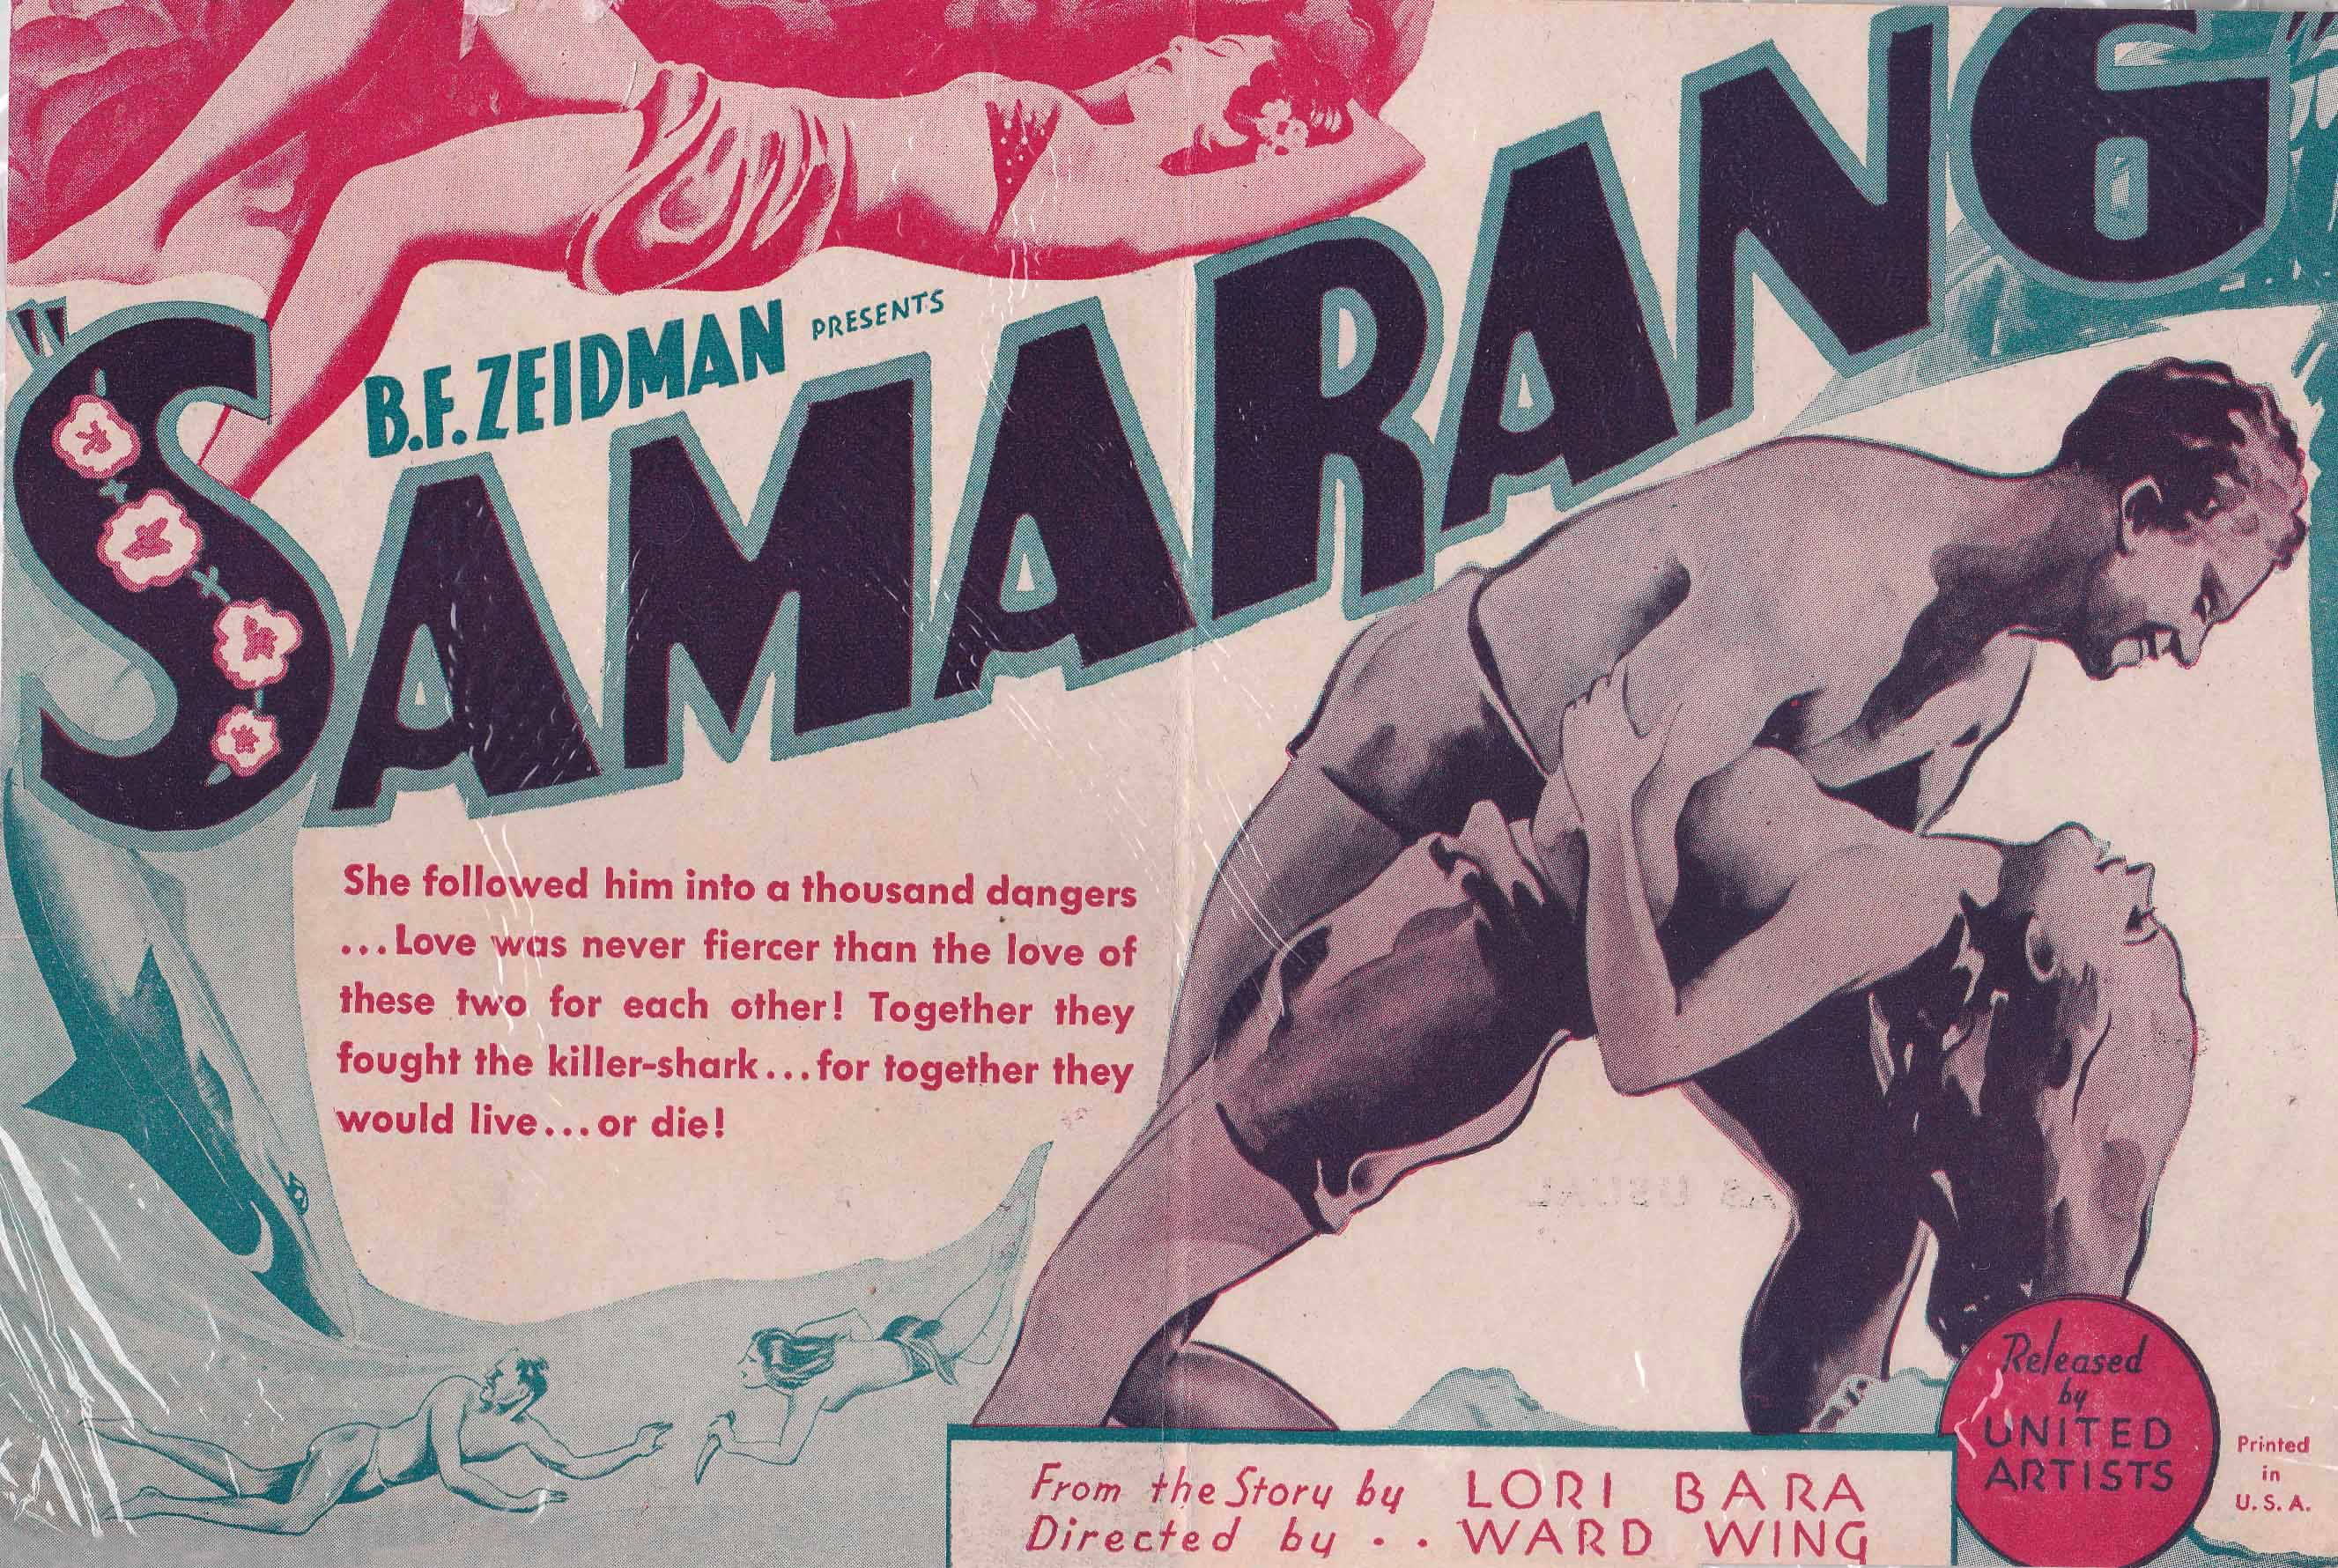 B.F. ZEIDMAN PRESENTS
"SAMARANG
She followed him into a thousand dangers
...Love was never fiercer than the love of
these two for each other! Together they
fought the killer-shark...for together they
would live...or die!
From the Story by LORI BARA
Directed by . . WARD WING
Released
by
UNITED
ARTISTS
Printed
in
U.S.A.